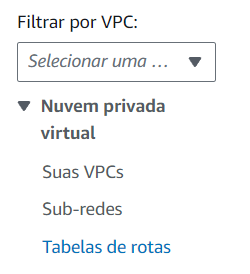 Filtrar por VPC:
Selecionar uma ...
Nuvem privada
virtual
Suas VPCs
Sub-redes
Tabelas de rotas